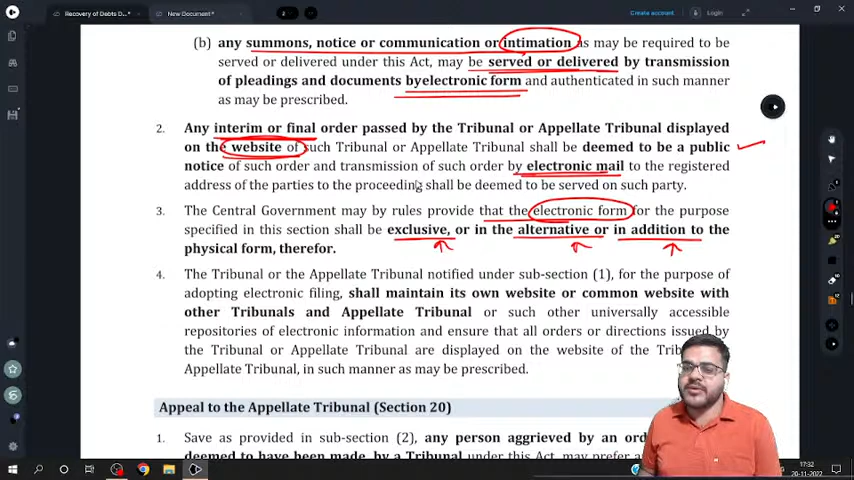 Recovery of Debts D...
New Document*
2
Create account
Login
(b) any summons, notice or communication or intimation as may be required to be
served or delivered under this Act, may be served or delivered by transmission
of pleadings and documents byelectronic form and authenticated in such manner
as may be prescribed.
2. Any interim or final order passed by the Tribunal or Appellate Tribunal displayed
on the website of such Tribunal or Appellate Tribunal shall be deemed to be a public
notice of such order and transmission of such order by electronic mail to the registered
address of the parties to the proceeding shall be deemed to be served on such party.
3. The Central Government may by rules provide that the electronic form for the purpose
specified in this section shall be exclusive, or in the alternative or in addition to the
physical form, therefor.
4. The Tribunal or the Appellate Tribunal notified under sub-section (1), for the purpose of
adopting electronic filing, shall maintain its own website or common website with
other Tribunals and Appellate Tribunal or such other universally accessible
repositories of electronic information and ensure that all orders or directions issued by
the Tribunal or Appellate Tribunal are displayed on the website of the
Appellate Tribunal, in such manner as may be prescribed.
Appeal to the Appellate Tribunal (Section 20)
1. Save as provided in sub-section (2), any person aggrieved by an
deemed to have been made, by a Tribunal under this Act, may prefer
17:32
20-11-2022